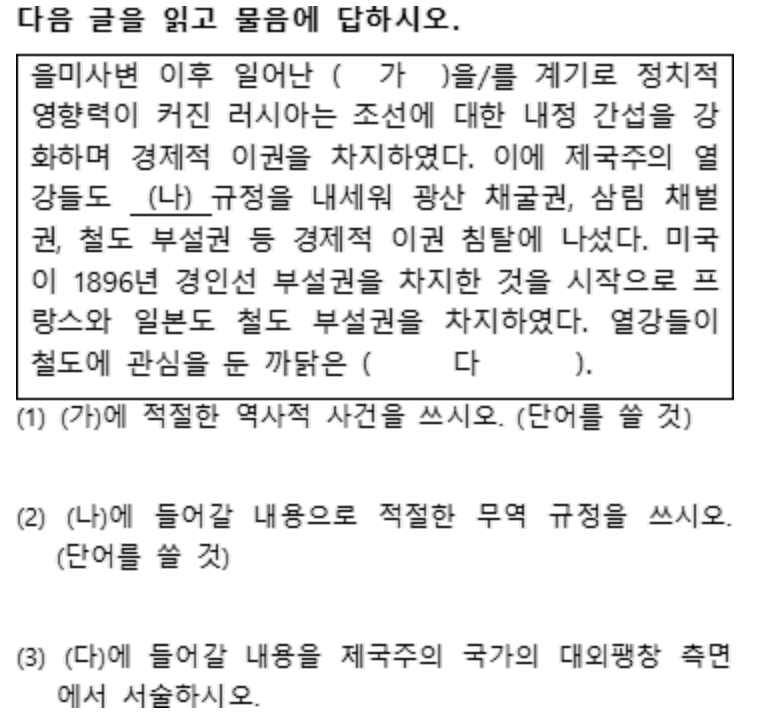 다음 글을 읽고 물음에 답하시오.
을미사변 이후 일어난 ( 가 )을/를 계기로 정치적
영향력이 커진 러시아는 조선에 대한 내정 간섭을 강
화하며 경제적 이권을 차지하였다. 이에 제국주의 열
강들도 (나) 규정을 내세워 광산 채굴권, 삼림 채벌
권, 철도 부설권 등 경제적 이권 침탈에 나섰다. 미국
이 1896년 경인선 부설권을 차지한 것을 시작으로 프
랑스와 일본도 철도 부설권을 차지하였다. 열강들이
철도에 관심을 둔 까닭은 ( 다 ).
(1) (가)에 적절한 역사적 사건을 쓰시오. (단어를 쓸 것)
(2) (나)에 들어갈 내용으로 적절한 무역 규정을 쓰시오.
(단어를 쓸 것)
(3) (다)에 들어갈 내용을 제국주의 국가의 대외팽창 측면
에서 서술하시오.